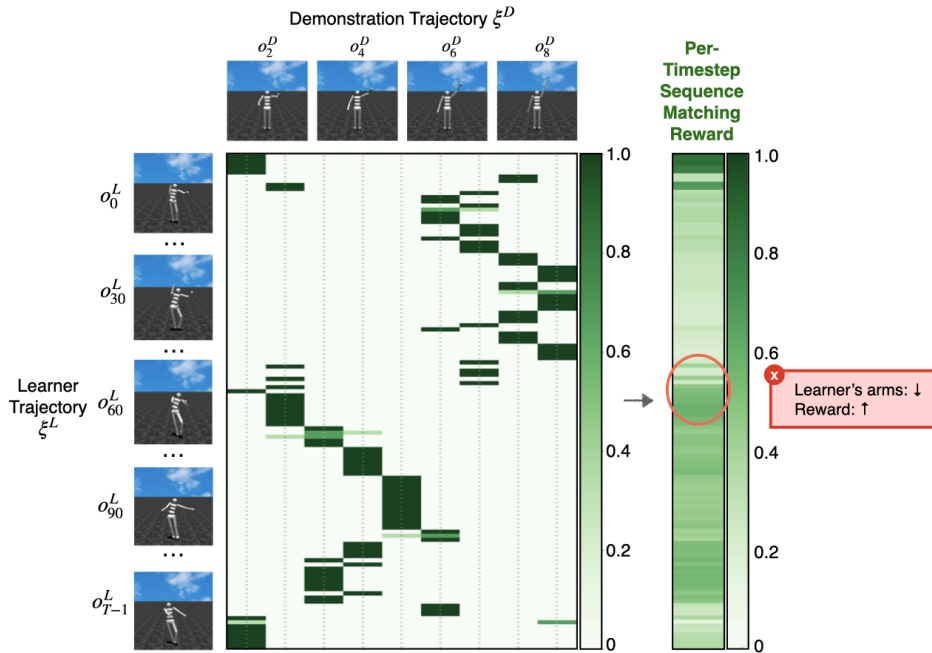 Demonstration Trajectory ξ^D
o_2^D o_4^D o_6^D o_8^D
Per-
Timestep
Sequence
Matching
Reward
o_0^L
...
o_30^L
...
Learner
Trajectory
ξ^L
o_60^L
...
o_90^L
...
o_{T-1}^L
1.0
0.8
0.6
0.4
0.2
0
1.0
0.8
0.6
0.4
0.2
0
x
Learner's arms: ↓
Reward: ↑